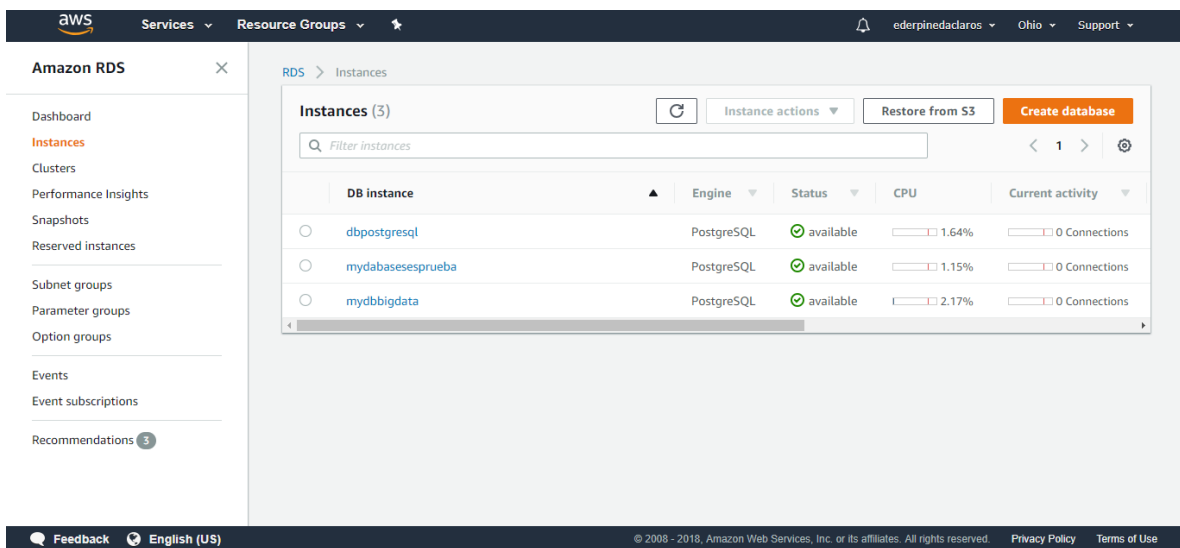 aws Services Resource Groups ederpinedaclaros Ohio Support
Amazon RDS
Dashboard
Instances
Clusters
Performance Insights
Snapshots
Reserved instances
Subnet groups
Parameter groups
Option groups
Events
Event subscriptions
Recommendations 3
RDS > Instances
Instances (3) Instance actions Restore from S3 Create database
Filter instances < 1 >
DB instance Engine Status CPU Current activity
dbpostgresql PostgreSQL available 1.64% 0 Connections
mydabasesesprueba PostgreSQL available 1.15% 0 Connections
mydbbigdata PostgreSQL available 2.17% 0 Connections
Feedback English (US) © 2008 - 2018, Amazon Web Services, Inc. or its affiliates. All rights reserved. Privacy Policy Terms of Use